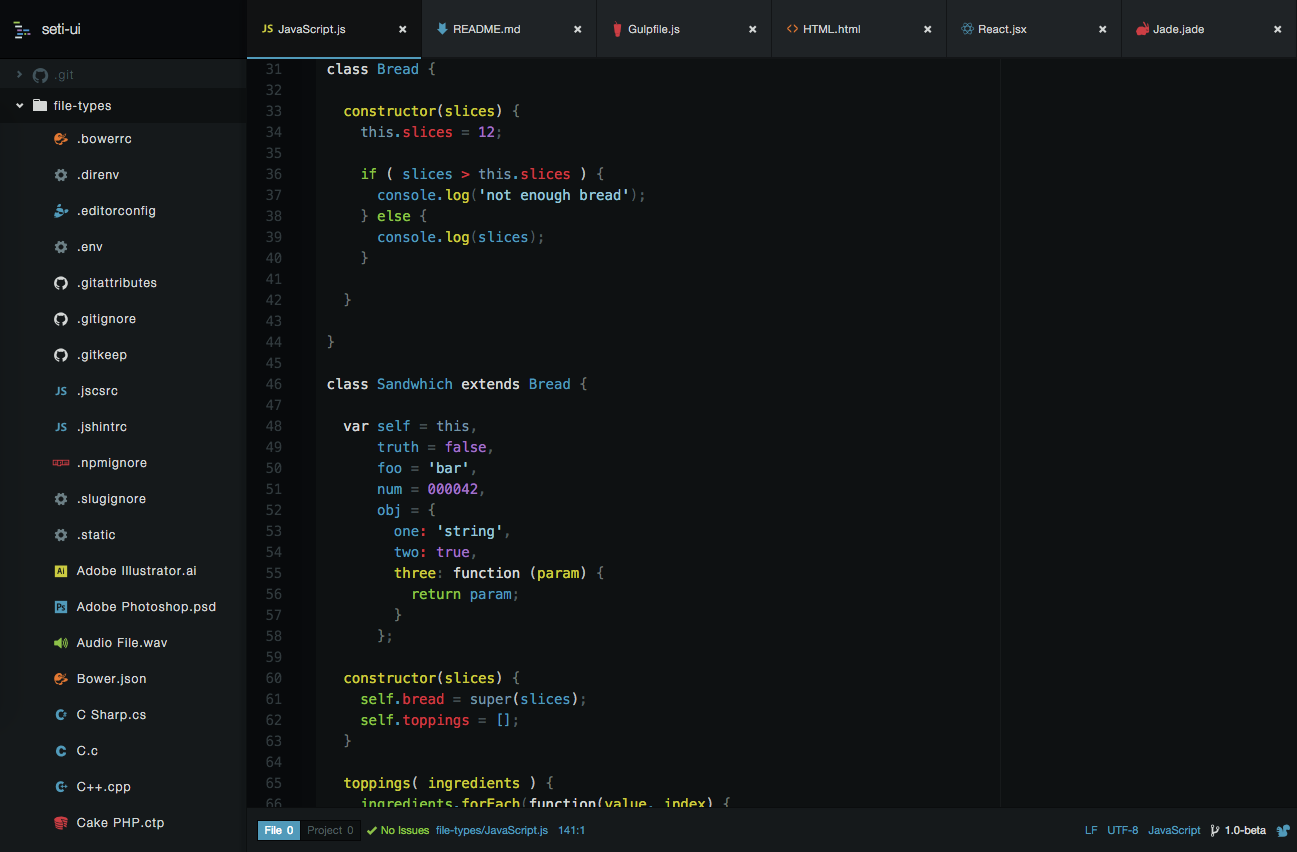 seti-ui
JS JavaScript.js × README.md × Gulpfile.js × <> HTML.html × React.jsx × Jade.jade ×
.git
file-types
.bowerrc
.direnv
.editorconfig
.env
.gitattributes
.gitignore
.gitkeep
JS .jscsrc
JS .jshintrc
npm .npmignore
.slugignore
.static
Ai Adobe Illustrator.ai
Ps Adobe Photoshop.psd
Audio File.wav
Bower.json
C Sharp.cs
C C.c
C++.cpp
Cake PHP.ctp
31 class Bread {
32
33   constructor(slices) {
34     this.slices = 12;
35
36     if ( slices > this.slices ) {
37       console.log('not enough bread');
38     } else {
39       console.log(slices);
40     }
41
42   }
43
44 }
45
46 class Sandwhich extends Bread {
47
48   var self = this,
49       truth = false,
50       foo = 'bar',
51       num = 000042,
52       obj = {
53         one: 'string',
54         two: true,
55         three: function (param) {
56           return param;
57         }
58       };
59
60   constructor(slices) {
61     self.bread = super(slices);
62     self.toppings = [];
63   }
64
65   toppings( ingredients ) {
66     ingredients.forEach(function(value, index) {
File 0 Project 0 No Issues file-types/JavaScript.js 141:1 LF UTF-8 JavaScript 1.0-beta